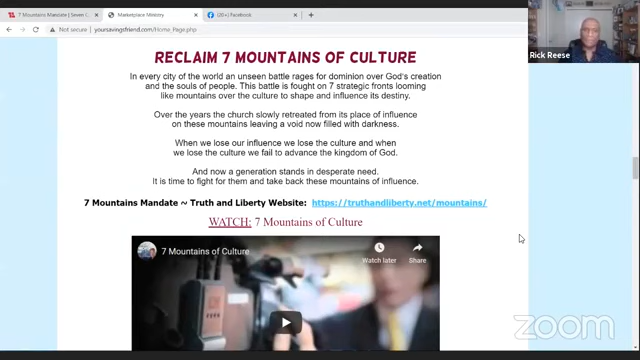 7 Mountains Mandate | Seven C
Marketplace Ministry
(20+) Facebook
Not secure | yoursavingsfriend.com/Home_Page.php
Rick Reese
RECLAIM 7 MOUNTAINS OF CULTURE
In every city of the world an unseen battle rages for dominion over God's creation
and the souls of people. This battle is fought on 7 strategic fronts looming
like mountains over the culture to shape and influence its destiny.
Over the years the church slowly retreated from its place of influence
on these mountains leaving a void now filled with darkness.
When we lose our influence we lose the culture and when
we lose the culture we fail to advance the kingdom of God.
And now a generation stands in desperate need.
It is time to fight for them and take back these mountains of influence.
7 Mountains Mandate ~ Truth and Liberty Website: https://truthandliberty.net/mountains/
WATCH: 7 Mountains of Culture
7 Mountains of Culture
Watch later
Share
zoom